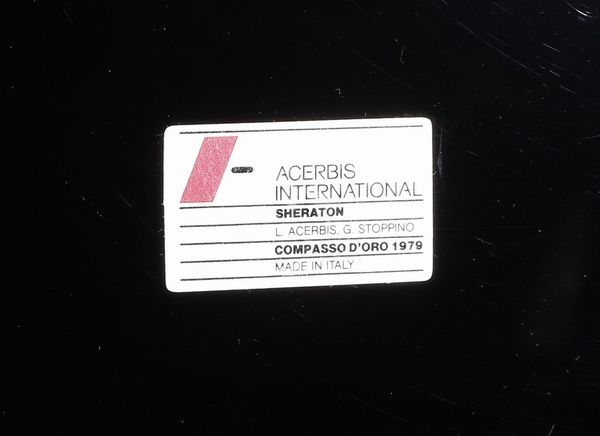 ACERBIS
INTERNATIONAL
SHERATON
L. ACERBIS, G. STOPPINO
COMPASSO D'ORO 1979
MADE IN ITALY